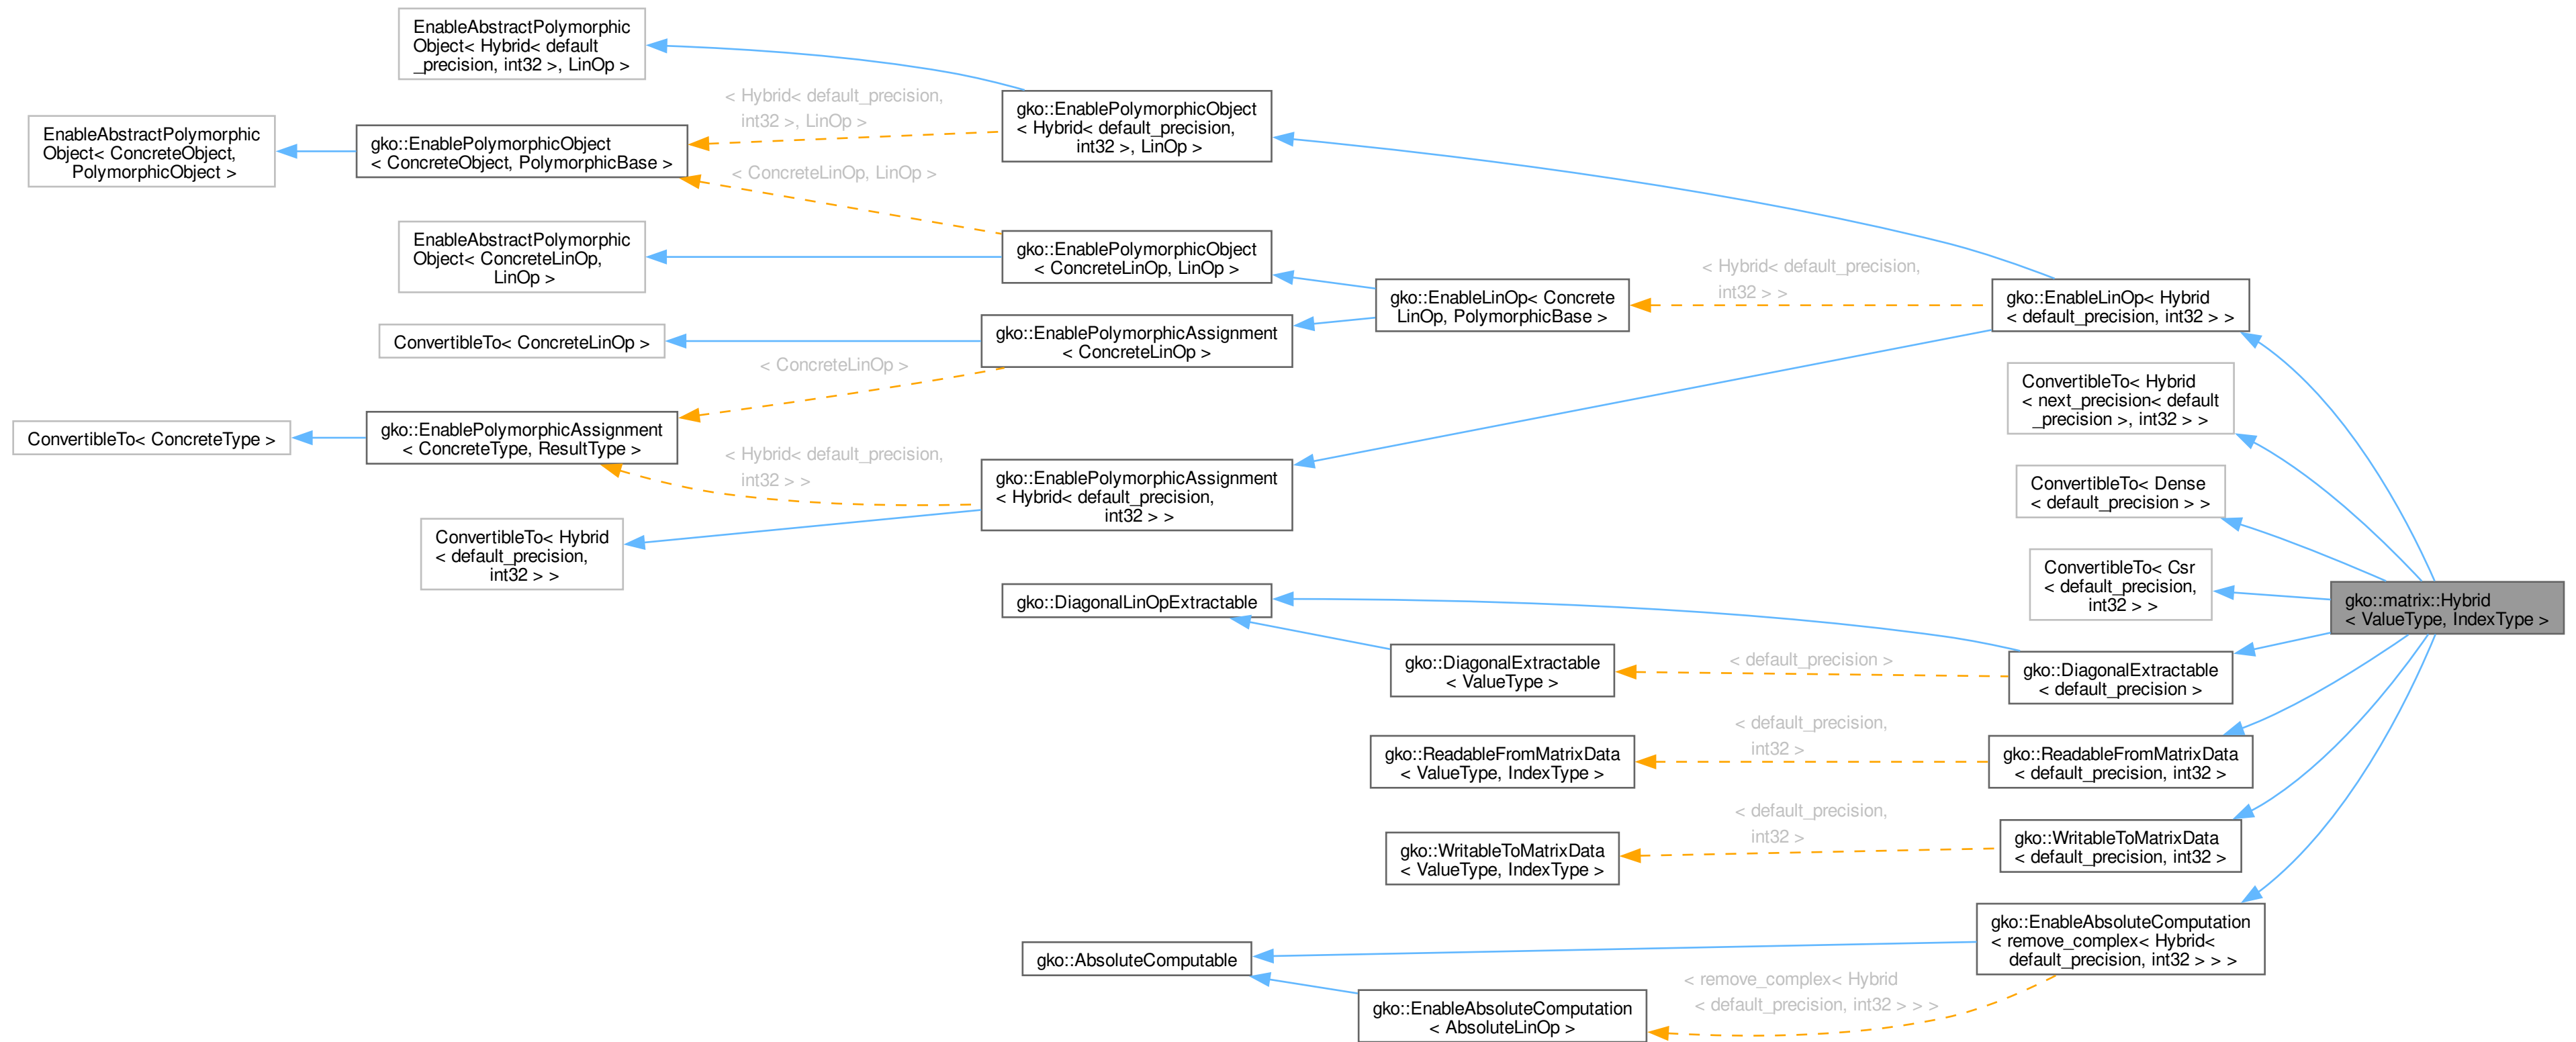 EnableAbstractPolymorphic
Object< Hybrid< default
_precision, int32 >, LinOp >
EnableAbstractPolymorphic
Object< ConcreteObject,
PolymorphicObject >
gko::EnablePolymorphicObject
< ConcreteObject, PolymorphicBase >
< Hybrid< default_precision,
int32 >, LinOp >
gko::EnablePolymorphicObject
< Hybrid< default_precision,
int32 >, LinOp >
< ConcreteLinOp, LinOp >
EnableAbstractPolymorphic
Object< ConcreteLinOp,
LinOp >
gko::EnablePolymorphicObject
< ConcreteLinOp, LinOp >
ConvertibleTo< ConcreteLinOp >
gko::EnablePolymorphicAssignment
< ConcreteLinOp >
gko::EnableLinOp< Concrete
LinOp, PolymorphicBase >
< Hybrid< default_precision,
int32 > >
gko::EnableLinOp< Hybrid
< default_precision, int32 > >
< ConcreteLinOp >
ConvertibleTo< ConcreteType >
gko::EnablePolymorphicAssignment
< ConcreteType, ResultType >
< Hybrid< default_precision,
int32 > >
gko::EnablePolymorphicAssignment
< Hybrid< default_precision,
int32 > >
ConvertibleTo< Hybrid
< default_precision,
int32 > >
ConvertibleTo< Hybrid
< next_precision< default
_precision >, int32 > >
ConvertibleTo< Dense
< default_precision > >
ConvertibleTo< Csr
< default_precision,
int32 > >
gko::matrix::Hybrid
< ValueType, IndexType >
gko::DiagonalLinOpExtractable
gko::DiagonalExtractable
< ValueType >
< default_precision >
gko::DiagonalExtractable
< default_precision >
gko::ReadableFromMatrixData
< ValueType, IndexType >
< default_precision,
int32 >
gko::ReadableFromMatrixData
< default_precision, int32 >
gko::WritableToMatrixData
< ValueType, IndexType >
< default_precision,
int32 >
gko::WritableToMatrixData
< default_precision, int32 >
gko::AbsoluteComputable
gko::EnableAbsoluteComputation
< AbsoluteLinOp >
< remove_complex< Hybrid
< default_precision, int32 > > >
gko::EnableAbsoluteComputation
< remove_complex< Hybrid<
default_precision, int32 > > >